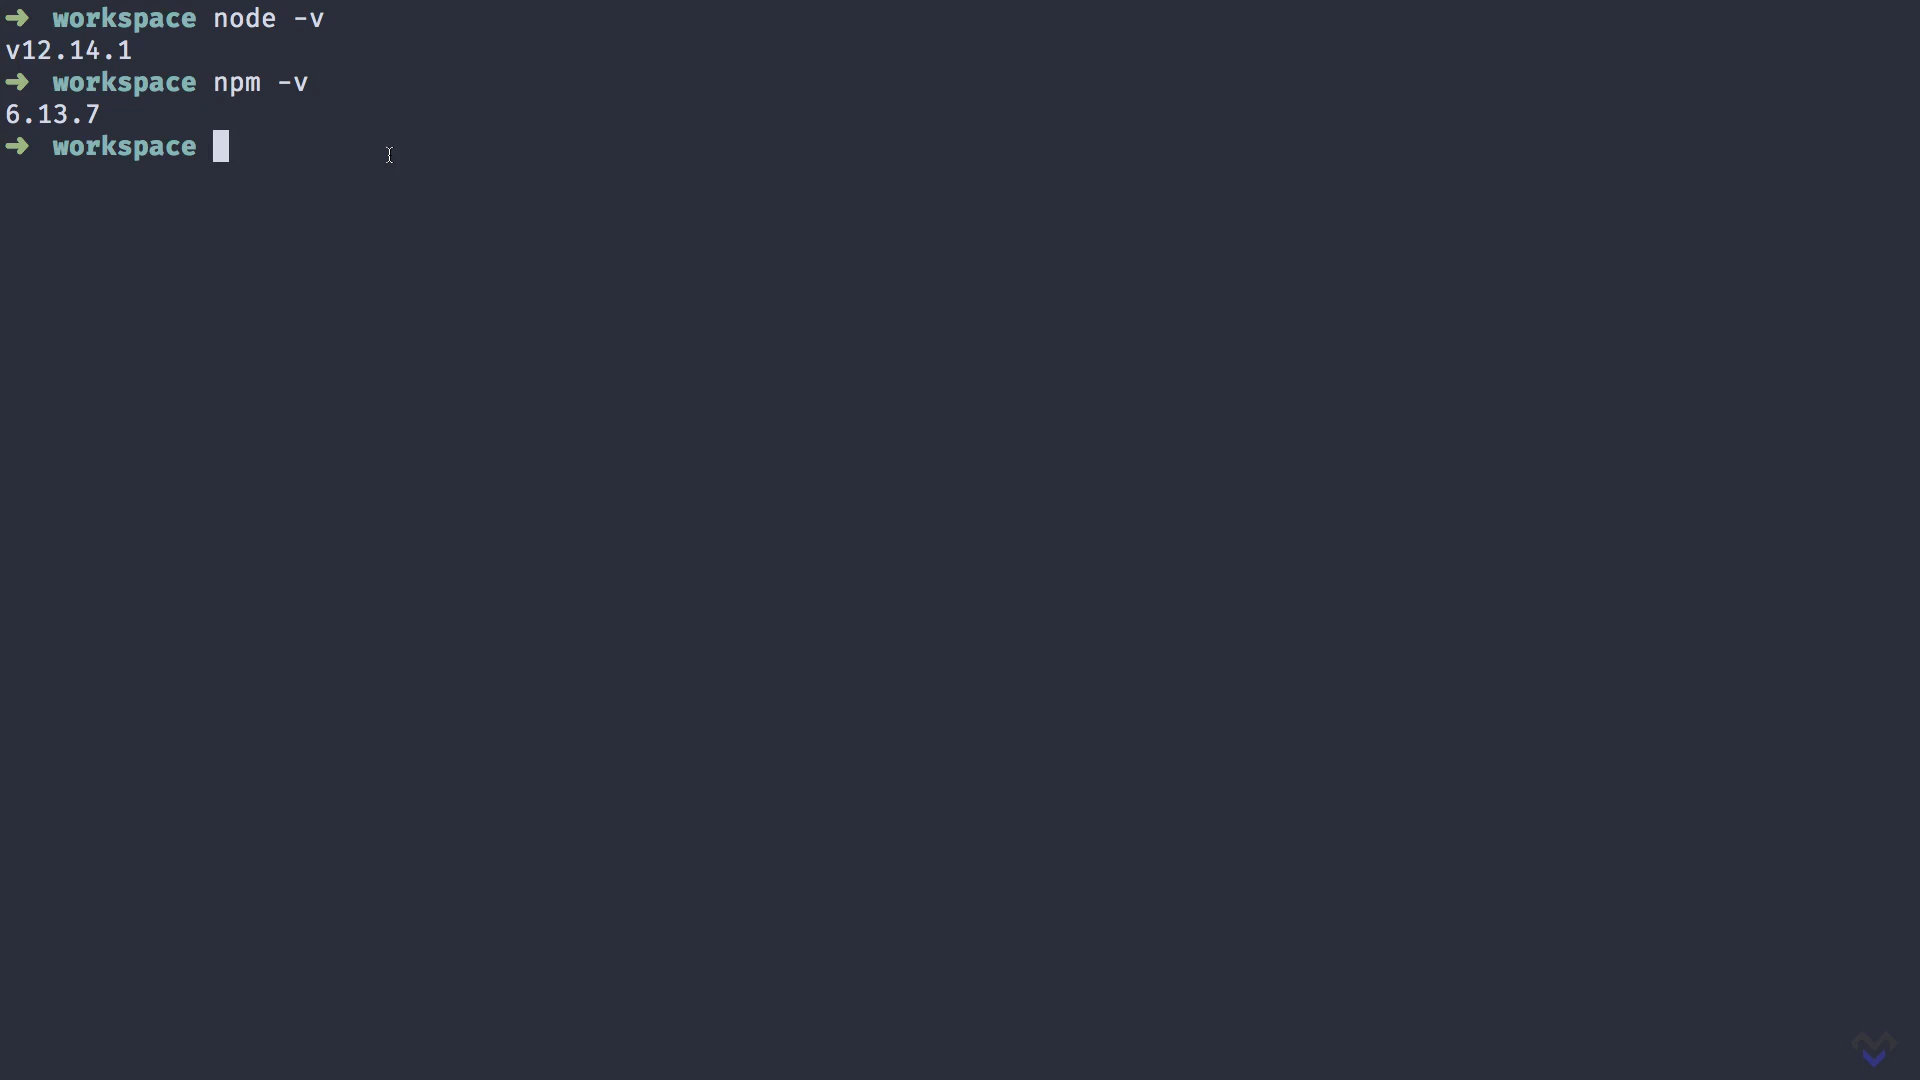 ➜ workspace node -v
v12.14.1
➜ workspace npm -v
6.13.7
➜ workspace